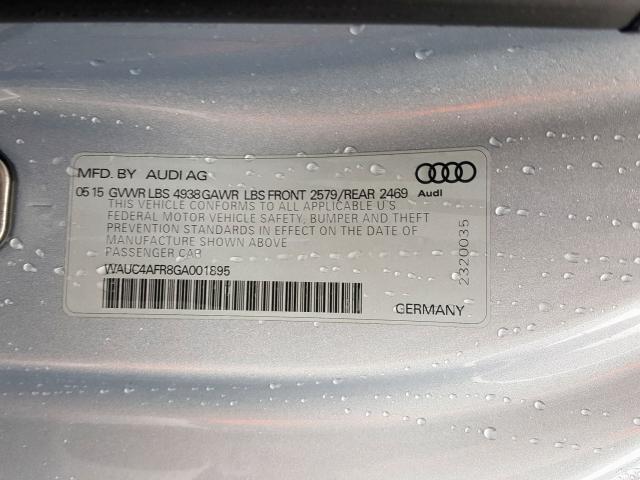 MFD. BY AUDI AG
05 15 GVWR LBS 4938 GAWR LBS FRONT 2579/REAR 2469
Audi
THIS VEHICLE CONFORMS TO ALL APPLICABLE U S
FEDERAL MOTOR VEHICLE SAFETY, BUMPER AND THEFT
PREVENTION STANDARDS IN EFFECT ON THE DATE OF
MANUFACTURE SHOWN ABOVE
PASSENGER CAR
WAUC4AFR8GA001895
2320035
GERMANY